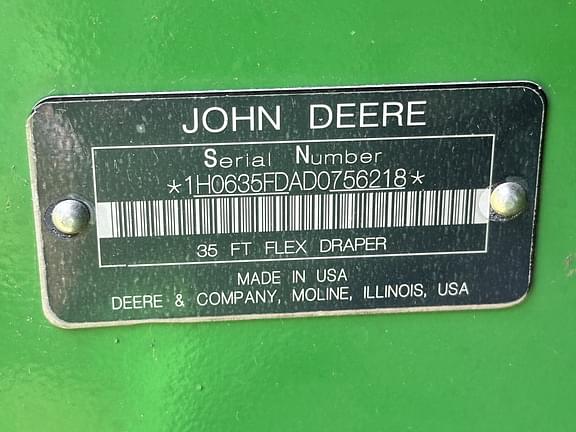 JOHN DEERE
Serial Number
*1H0635FDAD0756218*
35 FT FLEX DRAPER
MADE IN USA
DEERE & COMPANY, MOLINE, ILLINOIS, USA